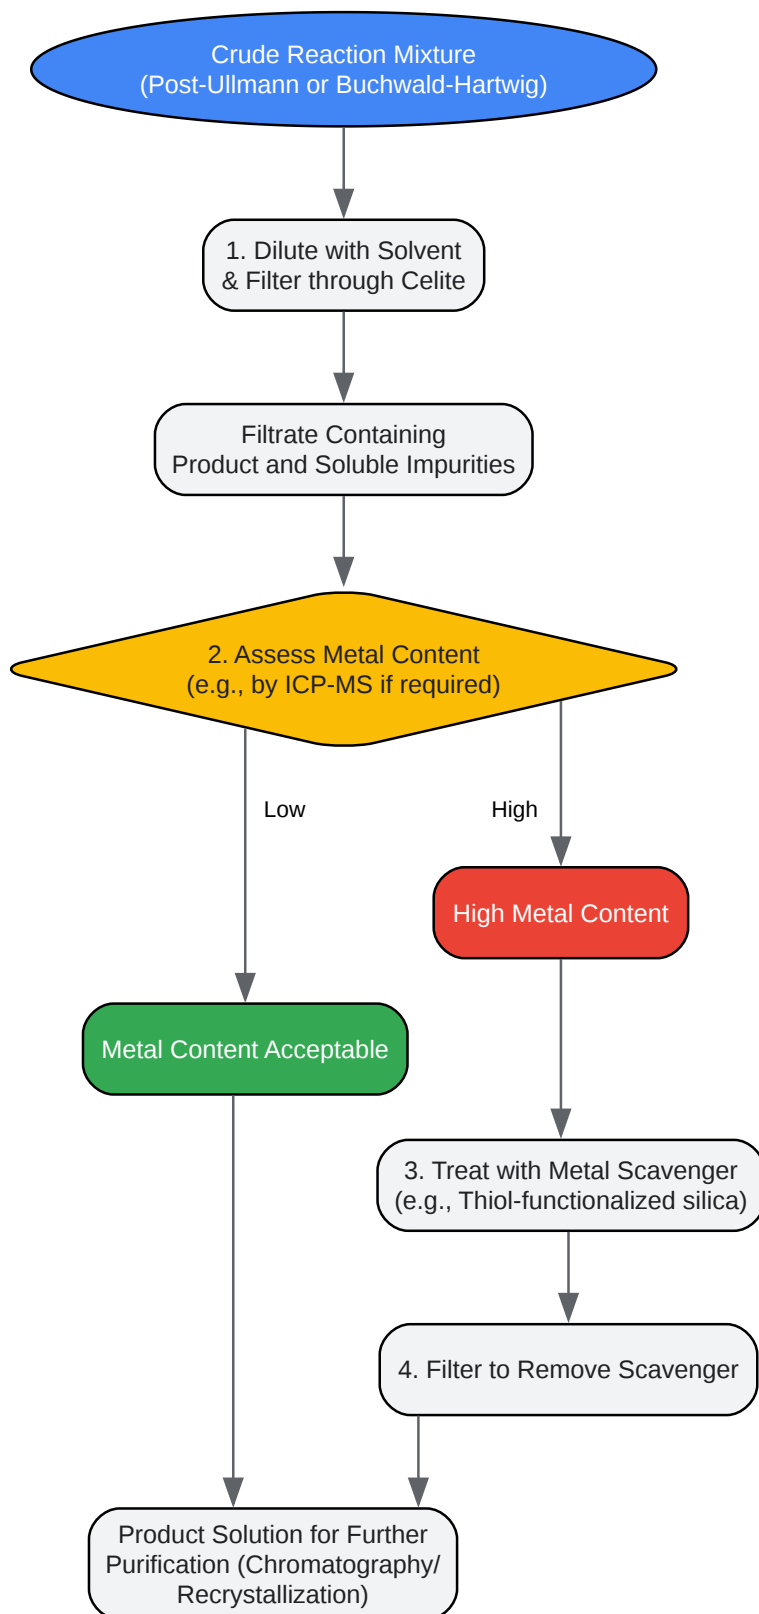 Crude Reaction Mixture
(Post-Ullmann or Buchwald-Hartwig)
1. Dilute with Solvent
& Filter through Celite
Filtrate Containing
Product and Soluble Impurities
2. Assess Metal Content
(e.g., by ICP-MS if required)
Low
High
High Metal Content
Metal Content Acceptable
3. Treat with Metal Scavenger
(e.g., Thiol-functionalized silica)
4. Filter to Remove Scavenger
Product Solution for Further
Purification (Chromatography/
Recrystallization)